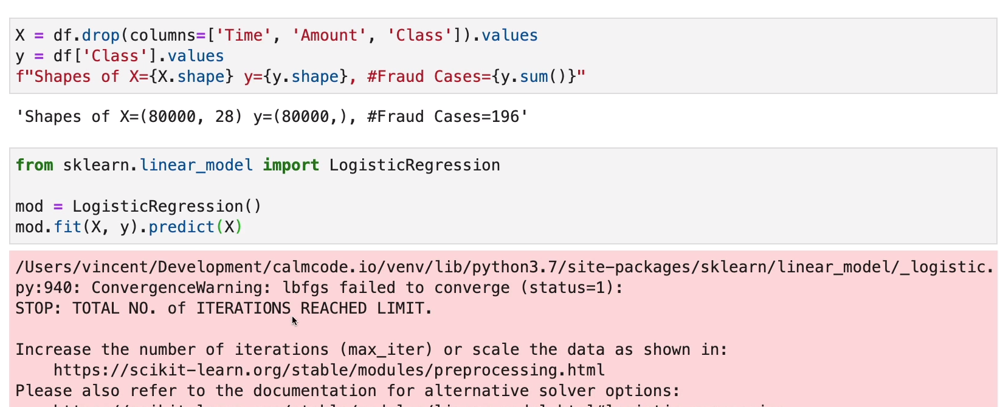 X = df.drop(columns=['Time', 'Amount', 'Class']).values
y = df['Class'].values
f"Shapes of X={X.shape} y={y.shape}, #Fraud Cases={y.sum()}"
'Shapes of X=(80000, 28) y=(80000,), #Fraud Cases=196'
from sklearn.linear_model import LogisticRegression
mod = LogisticRegression()
mod.fit(X, y).predict(X)
/Users/vincent/Development/calmcode.io/venv/lib/python3.7/site-packages/sklearn/linear_model/_logistic.
py:940: ConvergenceWarning: lbfgs failed to converge (status=1):
STOP: TOTAL NO. of ITERATIONS REACHED LIMIT.
Increase the number of iterations (max_iter) or scale the data as shown in:
https://scikit-learn.org/stable/modules/preprocessing.html
Please also refer to the documentation for alternative solver options: